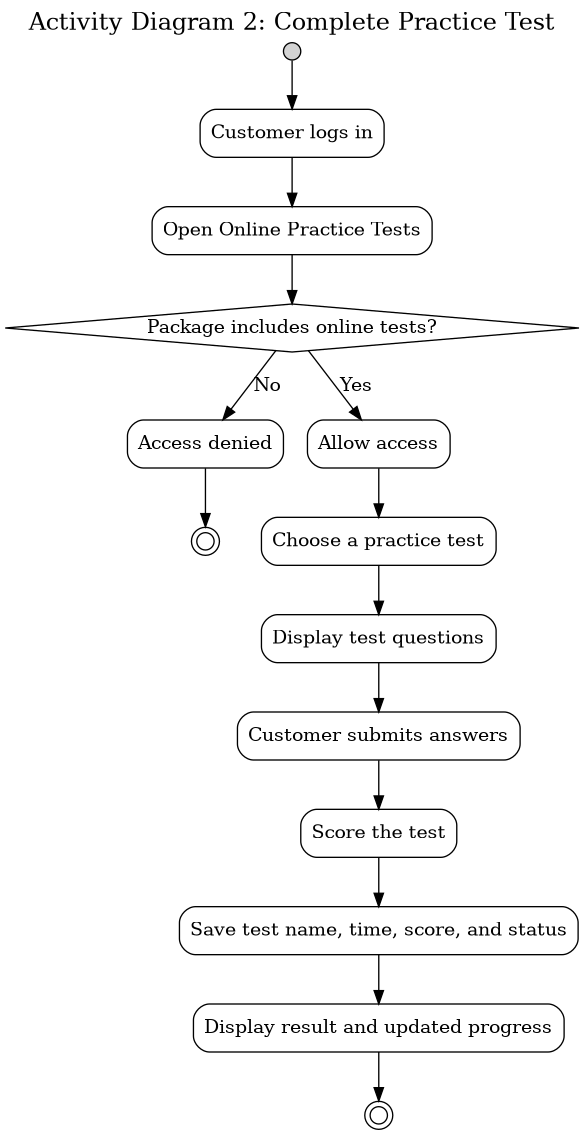 Activity Diagram 2: Complete Practice Test
Customer logs in
Open Online Practice Tests
Package includes online tests?
No
Yes
Access denied
Allow access
Choose a practice test
Display test questions
Customer submits answers
Score the test
Save test name, time, score, and status
Display result and updated progress